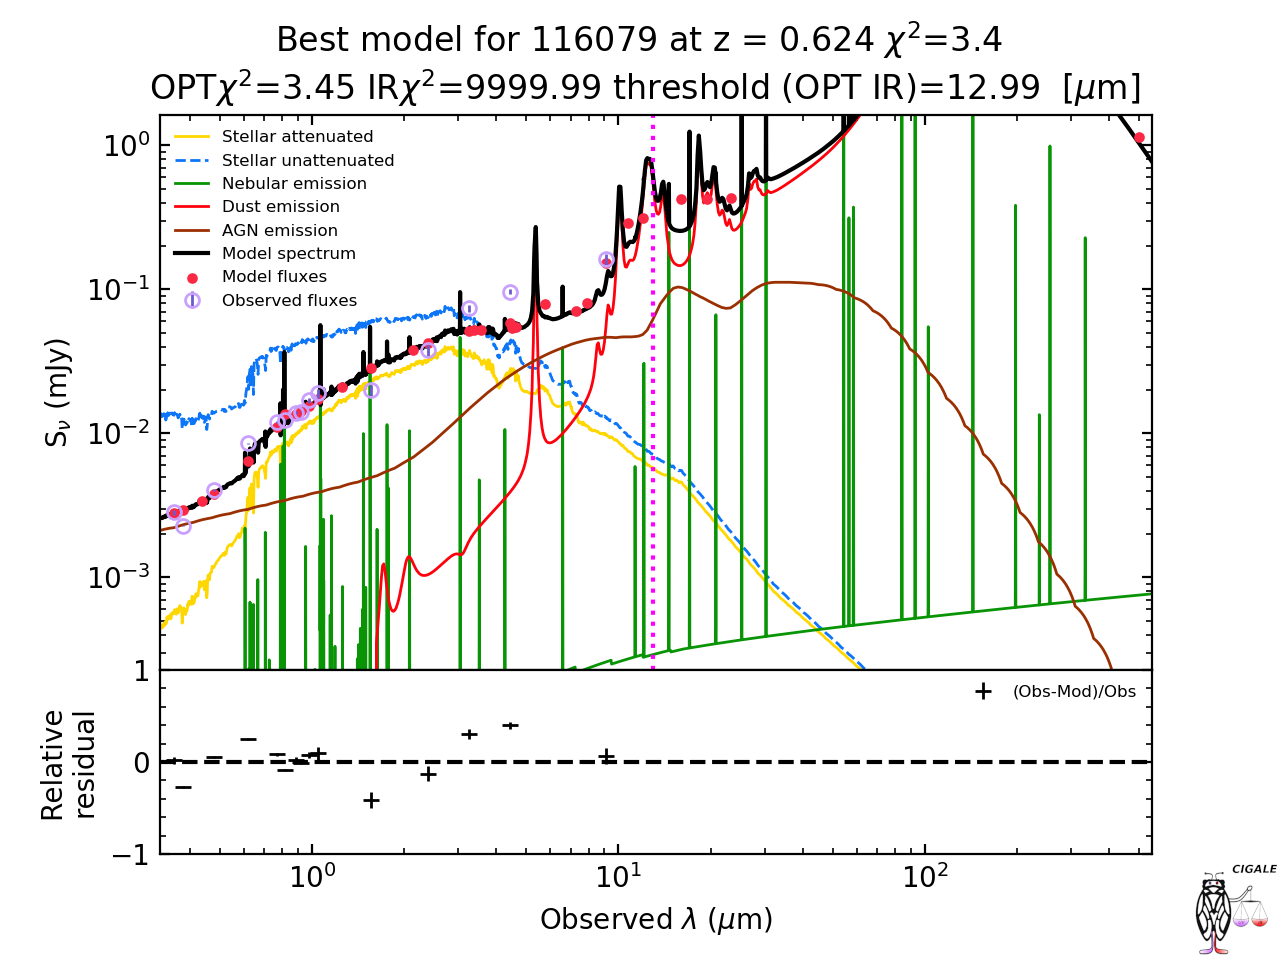 Best model for 116079 at z = 0.624 χ²=3.4
OPTχ²=3.45 IRχ²=9999.99 threshold (OPT IR)=12.99 [μm]
Stellar attenuated
Stellar unattenuated
Nebular emission
Dust emission
AGN emission
Model spectrum
Model fluxes
Observed fluxes
10⁰
10⁻¹
10⁻²
10⁻³
S_ν (mJy)
1
0
−1
Relative
residual
(Obs-Mod)/Obs
10⁰ 10¹ 10²
Observed λ (μm)
CIGALE